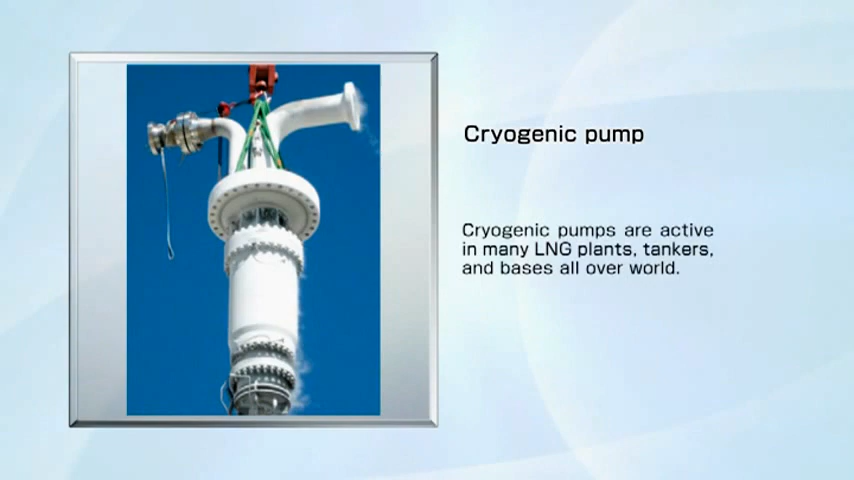 Cryogenic pump
Cryogenic pumps are active
in many LNG plants, tankers,
and bases all over world.